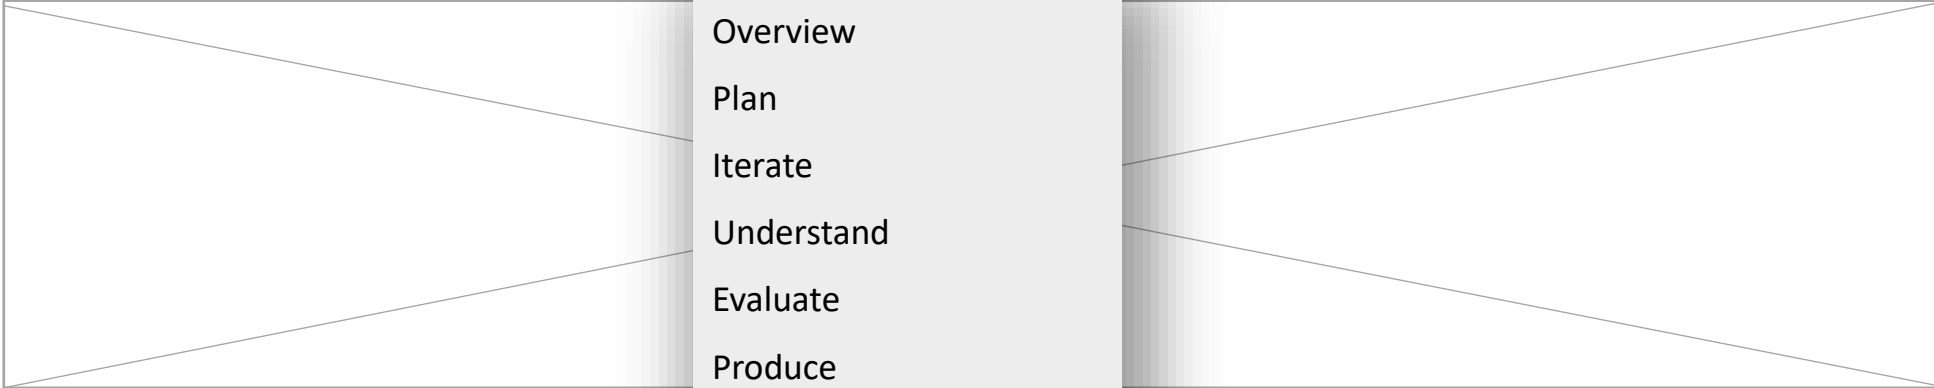 Overview
Plan
Iterate
Understand
Evaluate
Produce